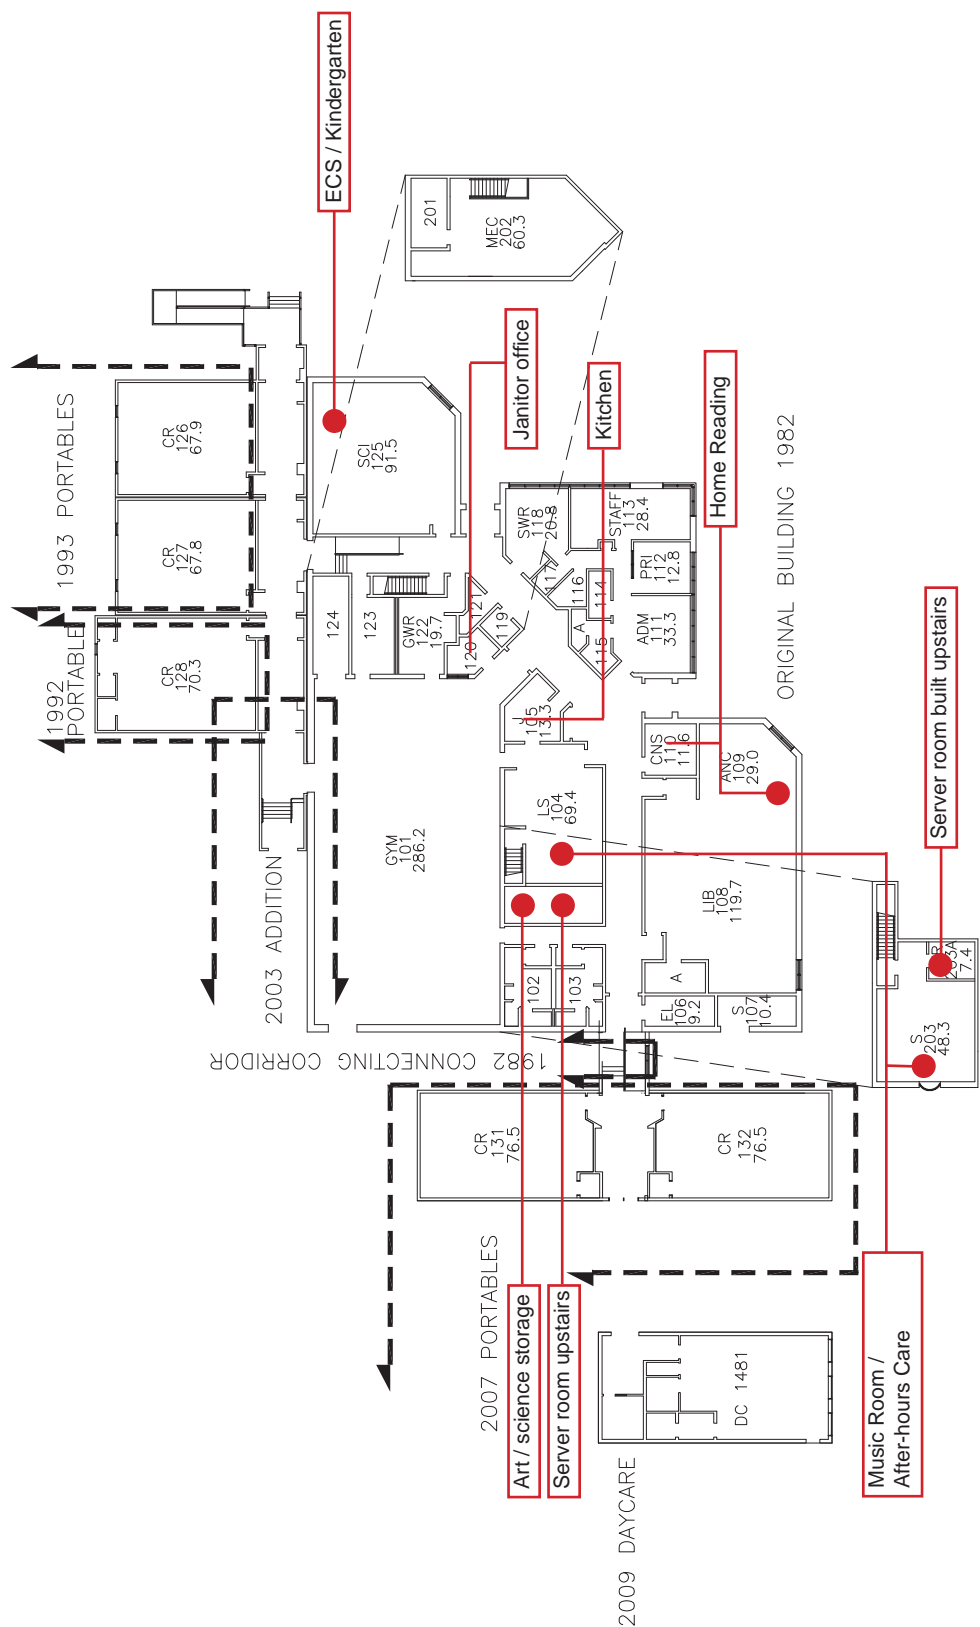 1993 PORTABLES
1992
PORTABLE
2003 ADDITION
1982 CONNECTING CORRIDOR
2007 PORTABLES
2009 DAYCARE
ORIGINAL BUILDING 1982
ECS / Kindergarten
Janitor office
Kitchen
Home Reading
Server room built upstairs
Art / science storage
Server room upstairs
Music Room /
After-hours Care
CR
126
67.9
CR
127
67.8
CR
128
70.3
SCI
125
91.5
124
123
GWR
122
19.7
121
120
119
201
MEC
202
60.3
GYM
101
286.2
SWR
118
20.8
117
116
STAFF
113
28.4
114
A
115
PRI
112
12.8
ADM
111
33.3
J
105
13.3
LS
104
69.4
102
103
CNS
110
11.6
ANC
109
29.0
LIB
108
119.7
A
EL
106
9.2
S
107
10.4
CR
131
76.5
CR
132
76.5
203A
7.4
S
203
48.3
DC 1481